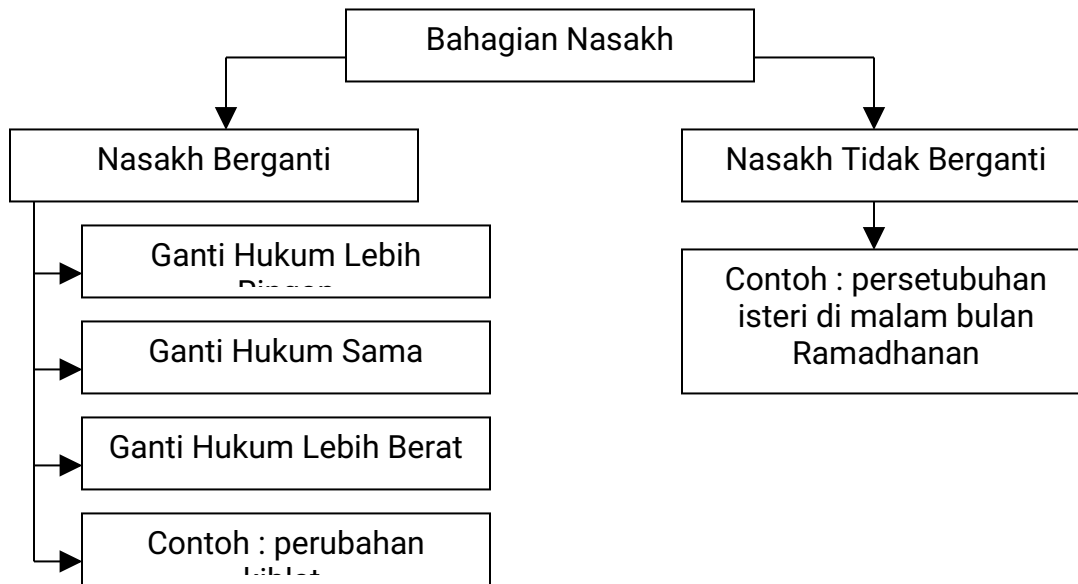 Bahagian Nasakh
Nasakh Berganti
Nasakh Tidak Berganti
Ganti Hukum Lebih
Contoh : persetubuhan
isteri di malam bulan
Ramadhanan
Ganti Hukum Sama
Ganti Hukum Lebih Berat
Contoh : perubahan